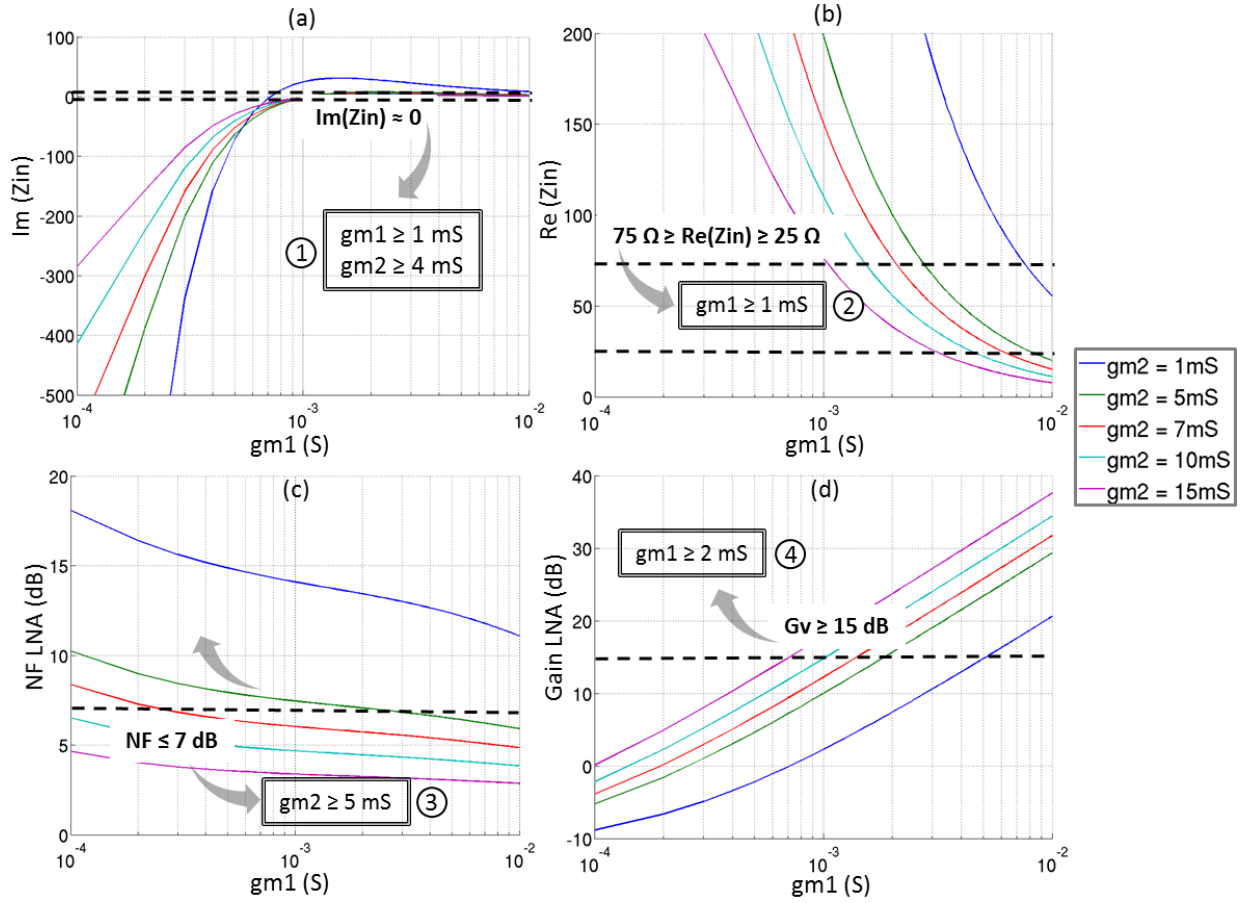 (a)
Im (Zin)
100
0
-100
-200
-300
-400
-500
Im(Zin) ≈ 0
1
gm1 ≥ 1 mS
gm2 ≥ 4 mS
10-4
10-3
10-2
gm1 (S)
(b)
Re (Zin)
200
150
100
50
0
75 Ω ≥ Re(Zin) ≥ 25 Ω
gm1 ≥ 1 mS
2
10-4
10-3
10-2
gm1 (S)
gm2 = 1mS
gm2 = 5mS
gm2 = 7mS
gm2 = 10mS
gm2 = 15mS
(c)
NF LNA (dB)
20
15
10
5
0
NF ≤ 7 dB
gm2 ≥ 5 mS
3
10-4
10-3
10-2
gm1 (S)
(d)
Gain LNA (dB)
40
30
20
10
0
-10
gm1 ≥ 2 mS
4
Gv ≥ 15 dB
10-4
10-3
10-2
gm1 (S)